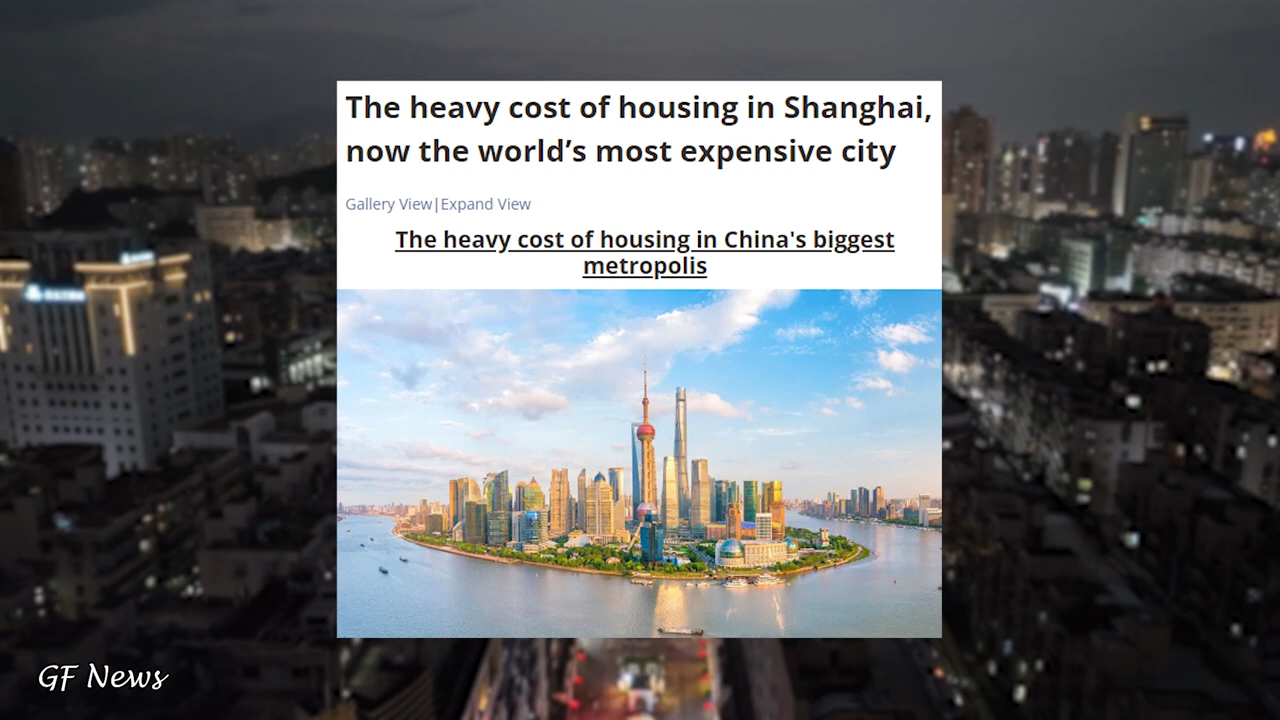 The heavy cost of housing in Shanghai,
now the world's most expensive city
Gallery View|Expand View
The heavy cost of housing in China's biggest
metropolis
GF News